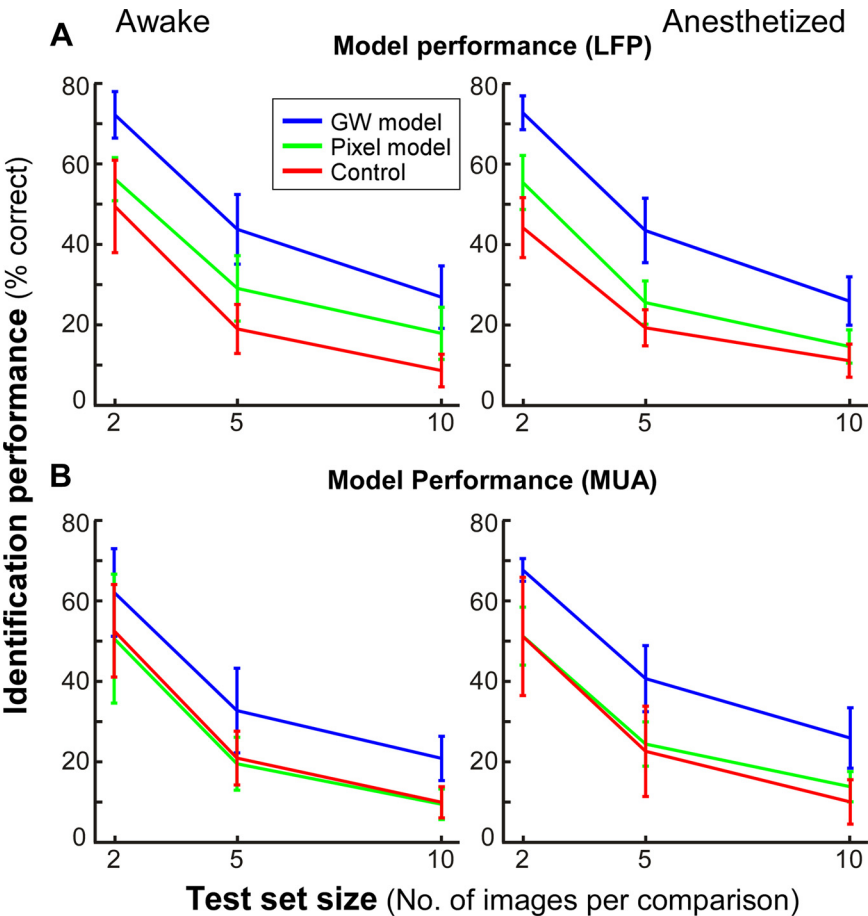 A Awake Anesthetized
Model performance (LFP)
80
60
40
20
0
2 5 10
GW model
Pixel model
Control
80
60
40
20
0
2 5 10
B Model Performance (MUA)
80
60
40
20
0
2 5 10
80
60
40
20
0
2 5 10
Identification performance (% correct)
Test set size (No. of images per comparison)